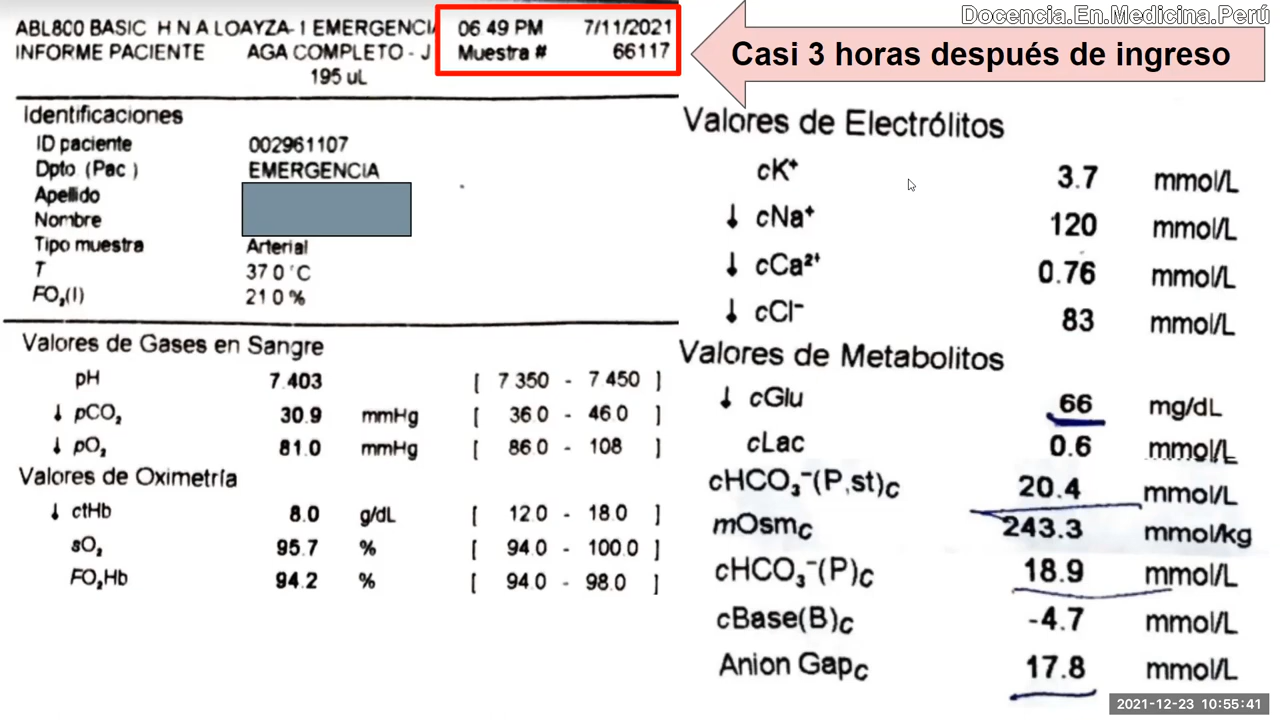 Docencia.En.Medicina.Perú
ABL800 BASIC H N A LOAYZA-1 EMERGENCIA 06 49 PM 7/11/2021
INFORME PACIENTE AGA COMPLETO - J Muestra # 66117
195 uL
Casi 3 horas después de ingreso
Identificaciones
ID paciente 002961107
Dpto (Pac ) EMERGENCIA
Apellido
Nombre
Tipo muestra Arterial
T 37 0 °C
FO₂(I) 21 0 %
Valores de Gases en Sangre
pH 7.403 [ 7 350 - 7 450 ]
↓ pCO₂ 30.9 mmHg [ 36.0 - 46.0 ]
↓ pO₂ 81.0 mmHg [ 86.0 - 108 ]
Valores de Oximetría
↓ ctHb 8.0 g/dL [ 12.0 - 18.0 ]
sO₂ 95.7 % [ 94.0 - 100.0 ]
FO₂Hb 94.2 % [ 94.0 - 98.0 ]
Valores de Electrólitos
cK⁺ 3.7 mmol/L
↓ cNa⁺ 120 mmol/L
↓ cCa²⁺ 0.76 mmol/L
↓ cCl⁻ 83 mmol/L
Valores de Metabolitos
↓ cGlu 66 mg/dL
cLac 0.6 mmol/L
cHCO₃⁻(P,st)c 20.4 mmol/L
mOsmc 243.3 mmol/kg
cHCO₃⁻(P)c 18.9 mmol/L
cBase(B)c -4.7 mmol/L
Anion Gapc 17.8 mmol/L
2021-12-23 10:55:41